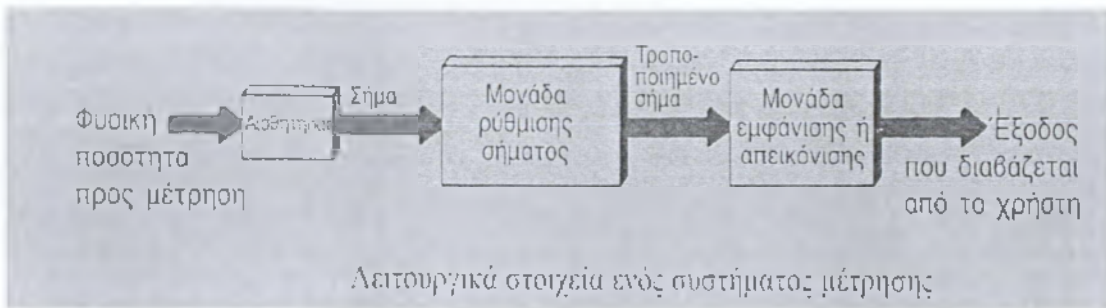 Φυσική
ποσότητα
προς μέτρηση
Αισθητήρας
Σήμα
Μονάδα
ρύθμισης
σήματος
Τροπο-
ποιημένο
σήμα
Μονάδα
εμφάνισης ή
απεικόνισης
Έξοδος
που διαβάζεται
από το χρήστη
Λειτουργικά στοιχεία ενός συστήματος μέτρησης